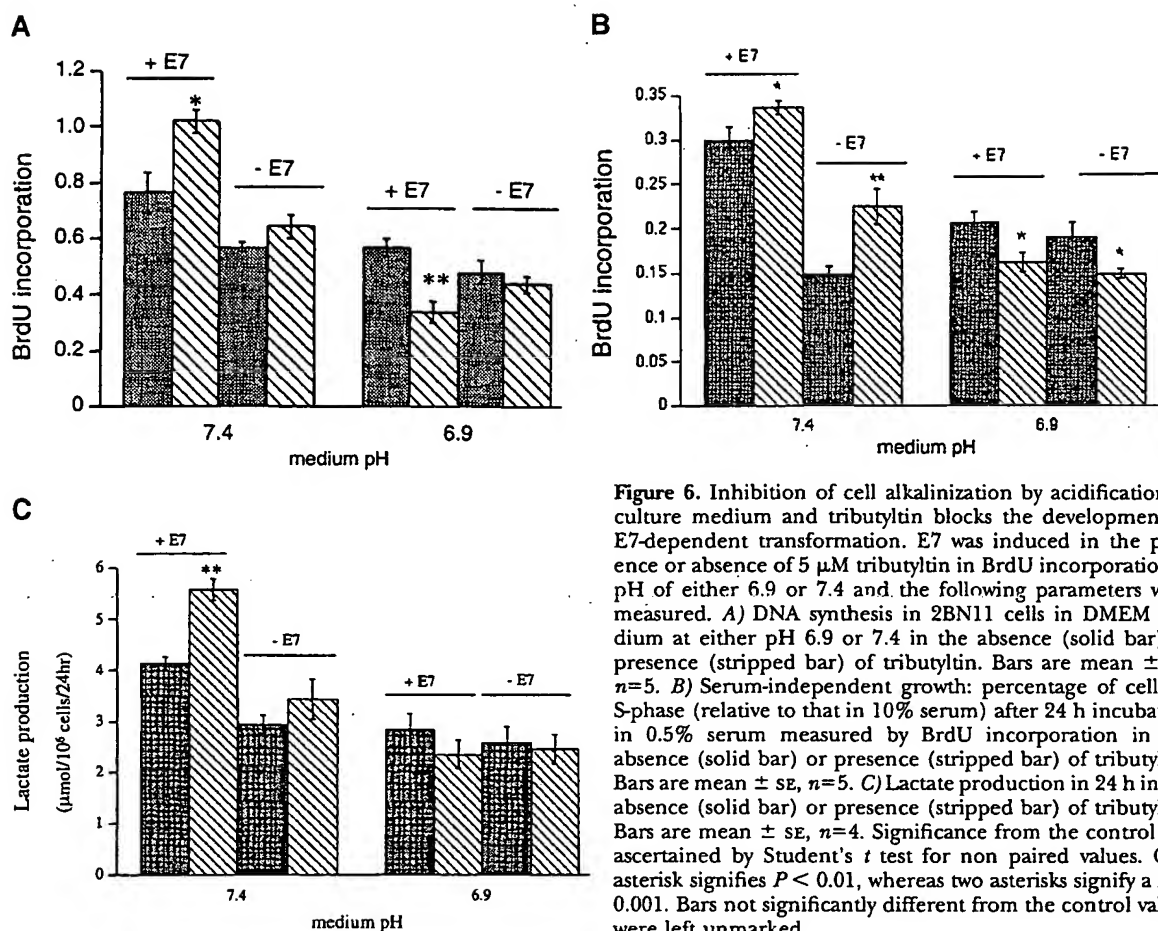 A
+ E7
1.2
1.0
0.8
0.6
0.4
0.2
0
BrdU incorporation
*
- E7
+ E7
- E7
**
7.4
6.9
medium pH
B
+ E7
0.35
0.3
0.25
0.2
0.15
0.1
0.05
0
BrdU incorporation
*
- E7
**
+ E7
- E7
*
*
7.4
6.9
medium pH
C
+ E7
6
5
4
3
2
1
0
Lactate production
(µmol/10⁶ cells/24hr)
**
- E7
+ E7
- E7
7.4
6.9
medium pH
Figure 6. Inhibition of cell alkalinization by acidification
culture medium and tributyltin blocks the development
E7-dependent transformation. E7 was induced in the p
ence or absence of 5 µM tributyltin in BrdU incorporation
pH of either 6.9 or 7.4 and the following parameters w
measured. A) DNA synthesis in 2BN11 cells in DMEM
dium at either pH 6.9 or 7.4 in the absence (solid bar)
presence (stripped bar) of tributyltin. Bars are mean ±
n=5. B) Serum-independent growth: percentage of cell
S-phase (relative to that in 10% serum) after 24 h incubat
in 0.5% serum measured by BrdU incorporation in
absence (solid bar) or presence (stripped bar) of tributyl
Bars are mean ± SE, n=5. C) Lactate production in 24 h in
absence (solid bar) or presence (stripped bar) of tributyl
Bars are mean ± SE, n=4. Significance from the control
ascertained by Student's t test for non paired values. O
asterisk signifies P < 0.01, whereas two asterisks signify a
0.001. Bars not significantly different from the control val
were left unmarked